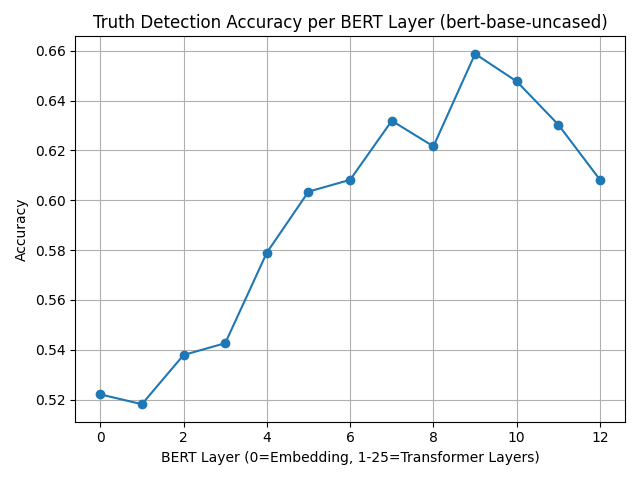 Truth Detection Accuracy per BERT Layer (bert-base-uncased)
0.66
0.64
0.62
0.60
0.58
0.56
0.54
0.52
Accuracy
0 2 4 6 8 10 12
BERT Layer (0=Embedding, 1-25=Transformer Layers)